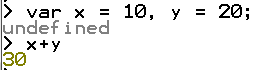 > var x = 10, y = 20;
undefined
> x+y
30